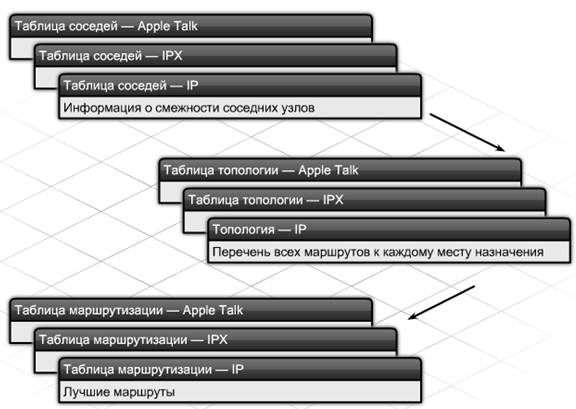 Таблица соседей — Apple Talk
Таблица соседей — IPX
Таблица соседей — IP
Информация о смежности соседних узлов
Таблица топологии — Apple Talk
Таблица топологии — IPX
Топология — IP
Перечень всех маршрутов к каждому месту назначения
Таблица маршрутизации — Apple Talk
Таблица маршрутизации — IPX
Таблица маршрутизации — IP
Лучшие маршруты